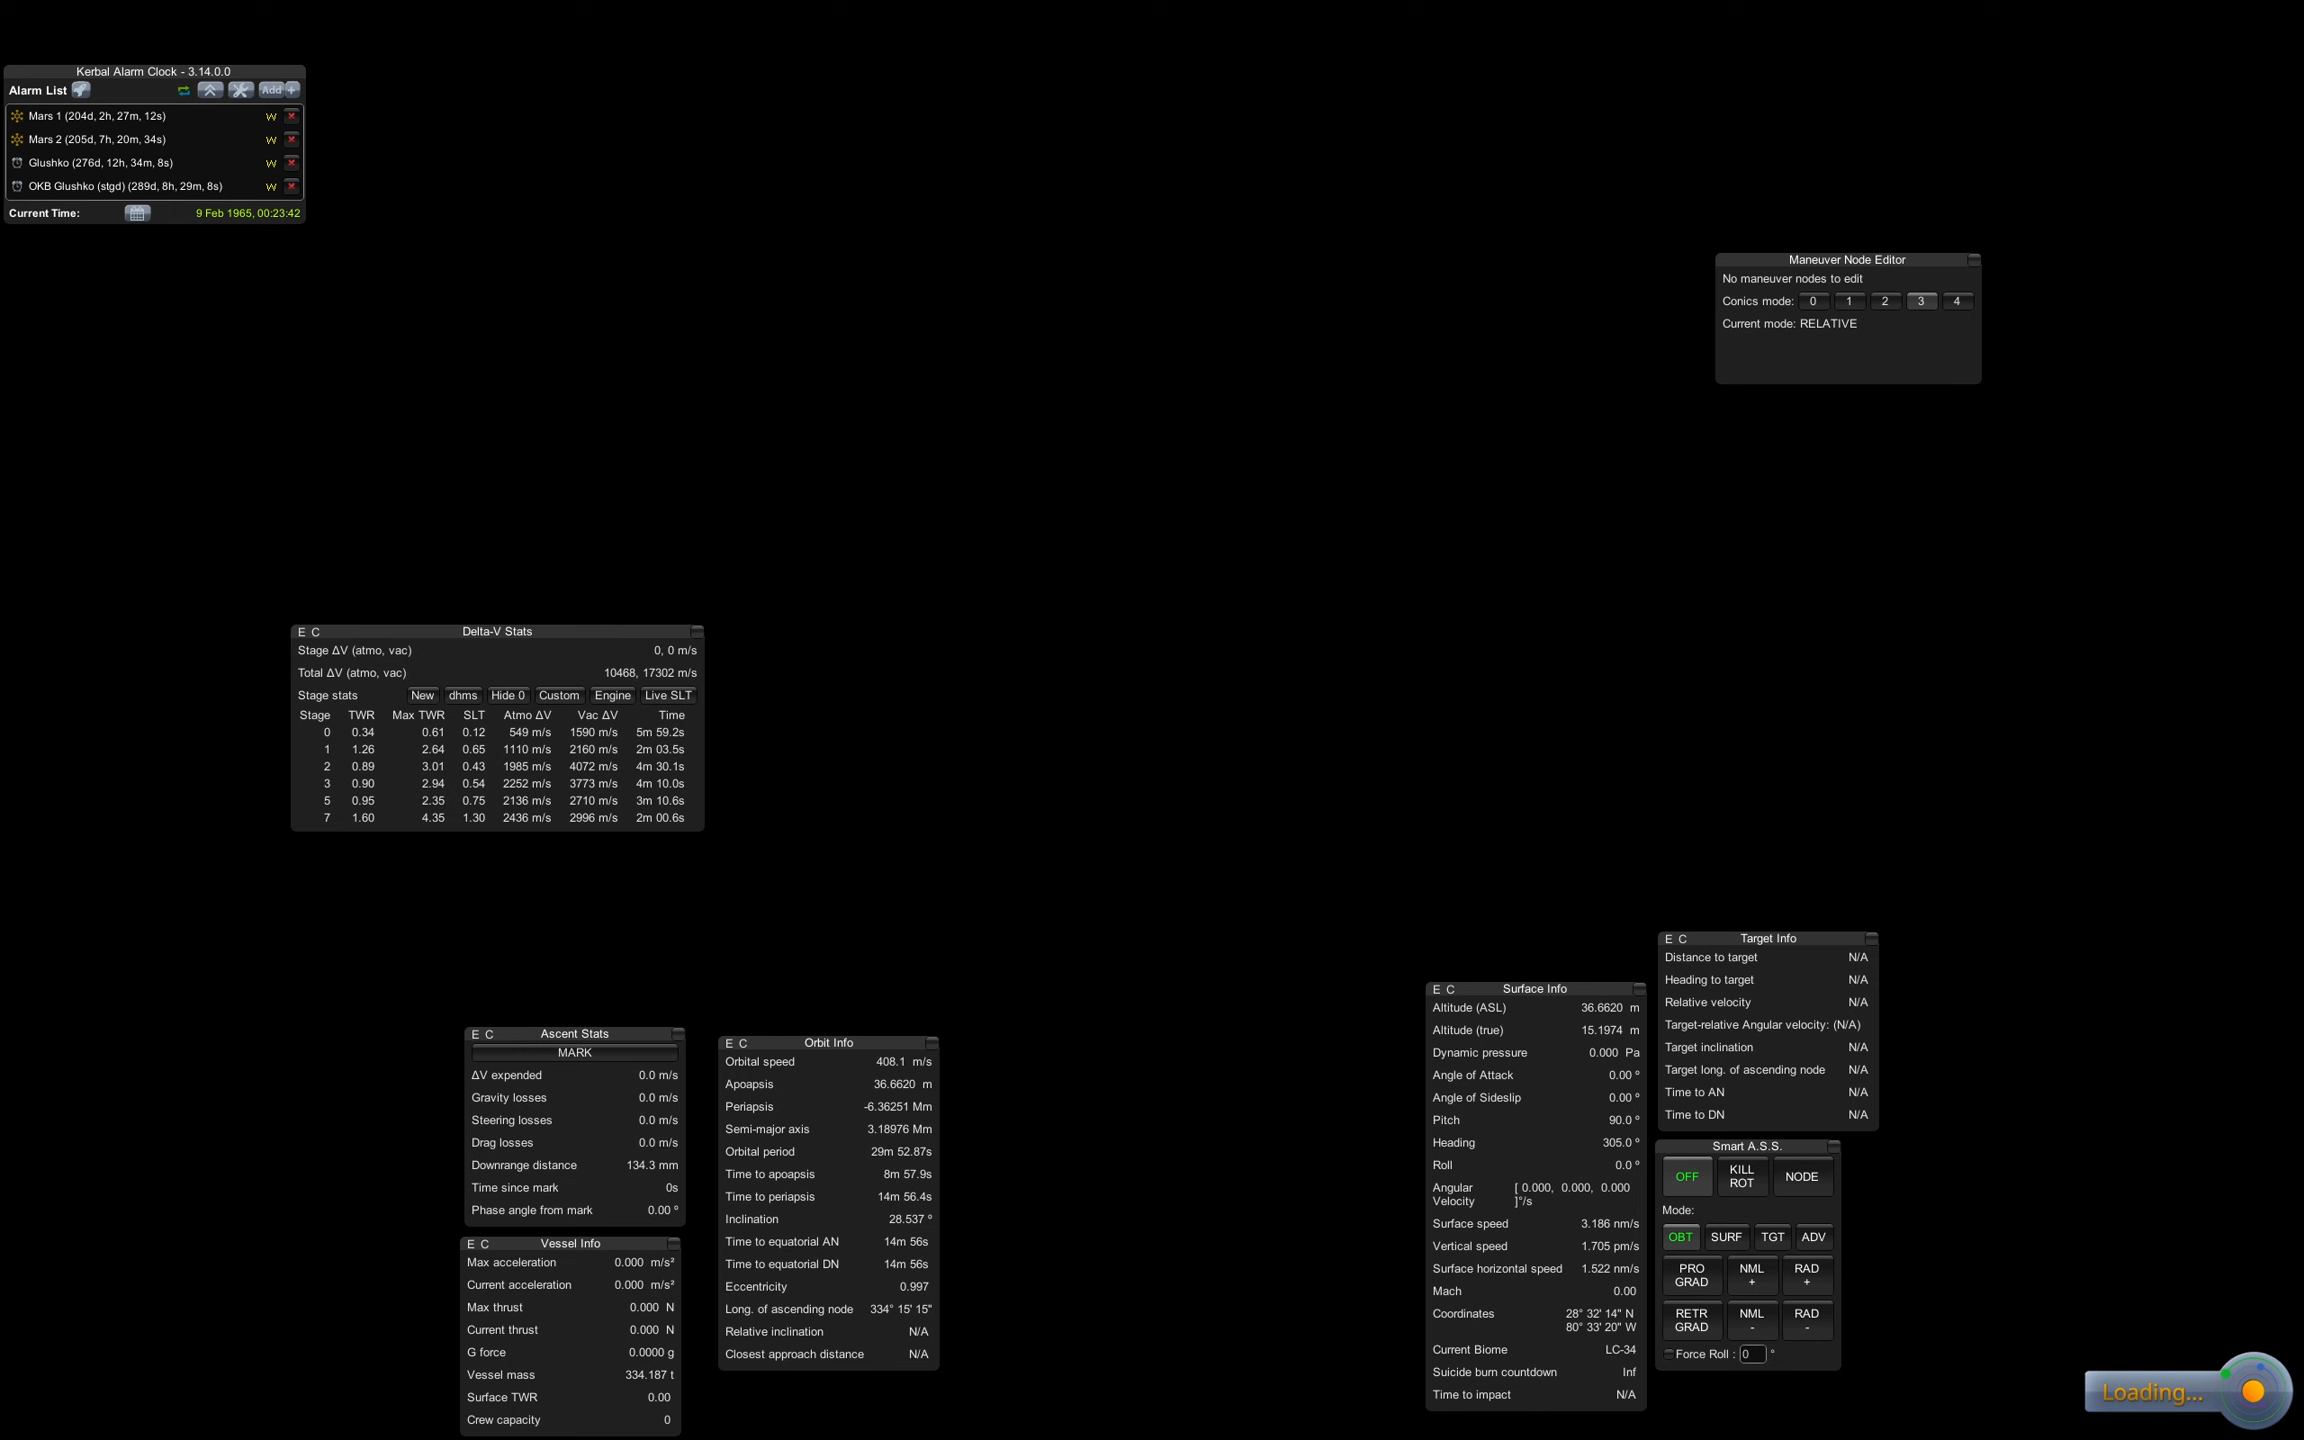 Kerbal Alarm Clock - 3.14.0.0
Alarm List Add +
Mars 1 (204d, 2h, 27m, 12s) W
Mars 2 (205d, 7h, 20m, 34s) W
Glushko (276d, 12h, 34m, 8s) W
OKB Glushko (stgd) (289d, 8h, 29m, 8s) W
Current Time: 9 Feb 1965, 00:23:42
Maneuver Node Editor
No maneuver nodes to edit
Conics mode: 0 1 2 3 4
Current mode: RELATIVE
E C Delta-V Stats
Stage ΔV (atmo, vac) 0, 0 m/s
Total ΔV (atmo, vac) 10468, 17302 m/s
Stage stats New dhms Hide 0 Custom Engine Live SLT
Stage TWR Max TWR SLT Atmo ΔV Vac ΔV Time
0 0.34 0.61 0.12 549 m/s 1590 m/s 5m 59.2s
1 1.26 2.64 0.65 1110 m/s 2160 m/s 2m 03.5s
2 0.89 3.01 0.43 1985 m/s 4072 m/s 4m 30.1s
3 0.90 2.94 0.54 2252 m/s 3773 m/s 4m 10.0s
5 0.95 2.35 0.75 2136 m/s 2710 m/s 3m 10.6s
7 1.60 4.35 1.30 2436 m/s 2996 m/s 2m 00.6s
E C Ascent Stats
MARK
ΔV expended 0.0 m/s
Gravity losses 0.0 m/s
Steering losses 0.0 m/s
Drag losses 0.0 m/s
Downrange distance 134.3 mm
Time since mark 0s
Phase angle from mark 0.00 º
E C Vessel Info
Max acceleration 0.000 m/s²
Current acceleration 0.000 m/s²
Max thrust 0.000 N
Current thrust 0.000 N
G force 0.0000 g
Vessel mass 334.187 t
Surface TWR 0.00
Crew capacity 0
E C Orbit Info
Orbital speed 408.1 m/s
Apoapsis 36.6620 m
Periapsis -6.36251 Mm
Semi-major axis 3.18976 Mm
Orbital period 29m 52.87s
Time to apoapsis 8m 57.9s
Time to periapsis 14m 56.4s
Inclination 28.537 º
Time to equatorial AN 14m 56s
Time to equatorial DN 14m 56s
Eccentricity 0.997
Long. of ascending node 334° 15' 15"
Relative inclination N/A
Closest approach distance N/A
E C Surface Info
Altitude (ASL) 36.6620 m
Altitude (true) 15.1974 m
Dynamic pressure 0.000 Pa
Angle of Attack 0.00 º
Angle of Sideslip 0.00 º
Pitch 90.0 º
Heading 305.0 º
Roll 0.0 º
Angular [ 0.000, 0.000, 0.000
Velocity ]°/s
Surface speed 3.186 nm/s
Vertical speed 1.705 pm/s
Surface horizontal speed 1.522 nm/s
Mach 0.00
Coordinates 28° 32' 14" N
80° 33' 20" W
Current Biome LC-34
Suicide burn countdown Inf
Time to impact N/A
E C Target Info
Distance to target N/A
Heading to target N/A
Relative velocity N/A
Target-relative Angular velocity: (N/A)
Target inclination N/A
Target long. of ascending node N/A
Time to AN N/A
Time to DN N/A
Smart A.S.S.
OFF KILL ROT NODE
Mode:
OBT SURF TGT ADV
PRO GRAD NML + RAD +
RETR GRAD NML - RAD -
Force Roll : 0 °
Loading...